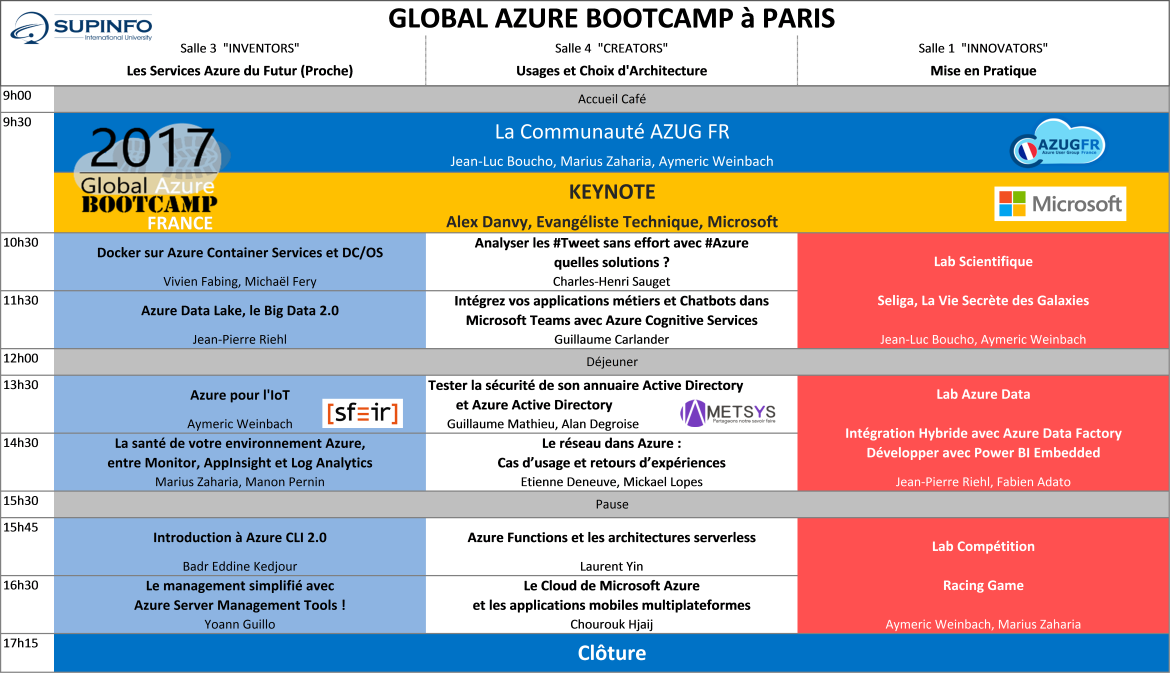 SUPINFO
International University
GLOBAL AZURE BOOTCAMP à PARIS
Salle 3 "INVENTORS"
Les Services Azure du Futur (Proche)
Salle 4 "CREATORS"
Usages et Choix d'Architecture
Salle 1 "INNOVATORS"
Mise en Pratique
9h00
Accueil Café
9h30
2017
Global Azure
BOOTCAMP
FRANCE
La Communauté AZUG FR
Jean-Luc Boucho, Marius Zaharia, Aymeric Weinbach
AZUGFR
Azure User Group France
KEYNOTE
Alex Danvy, Evangéliste Technique, Microsoft
Microsoft
10h30
Docker sur Azure Container Services et DC/OS
Vivien Fabing, Michaël Fery
Analyser les #Tweet sans effort avec #Azure
quelles solutions ?
Charles-Henri Sauget
Lab Scientifique
Seliga, La Vie Secrète des Galaxies
Jean-Luc Boucho, Aymeric Weinbach
11h30
Azure Data Lake, le Big Data 2.0
Jean-Pierre Riehl
Intégrez vos applications métiers et Chatbots dans
Microsoft Teams avec Azure Cognitive Services
Guillaume Carlander
12h00
Déjeuner
13h30
Azure pour l'IoT
Aymeric Weinbach
[sfeir]
Tester la sécurité de son annuaire Active Directory
et Azure Active Directory
Guillaume Mathieu, Alan Degroise
METSYS
Partageons notre savoir faire
Lab Azure Data
Intégration Hybride avec Azure Data Factory
Développer avec Power BI Embedded
Jean-Pierre Riehl, Fabien Adato
14h30
La santé de votre environnement Azure,
entre Monitor, AppInsight et Log Analytics
Marius Zaharia, Manon Pernin
Le réseau dans Azure :
Cas d’usage et retours d’expériences
Etienne Deneuve, Mickael Lopes
15h30
Pause
15h45
Introduction à Azure CLI 2.0
Badr Eddine Kedjour
Azure Functions et les architectures serverless
Laurent Yin
Lab Compétition
Racing Game
Aymeric Weinbach, Marius Zaharia
16h30
Le management simplifié avec
Azure Server Management Tools !
Yoann Guillo
Le Cloud de Microsoft Azure
et les applications mobiles multiplateformes
Chourouk Hjaij
17h15
Clôture